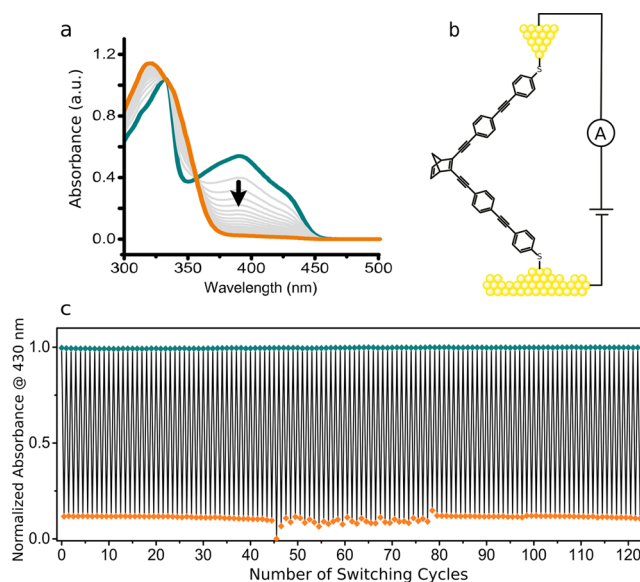 a
1.2
0.8
0.4
0.0
Absorbance (a.u.)
300
350
400
450
500
Wavelength (nm)
b
S
A
S
c
1.0
0.5
0.0
Normalized Absorbance @ 430 nm
0
10
20
30
40
50
60
70
80
90
100
110
120
Number of Switching Cycles